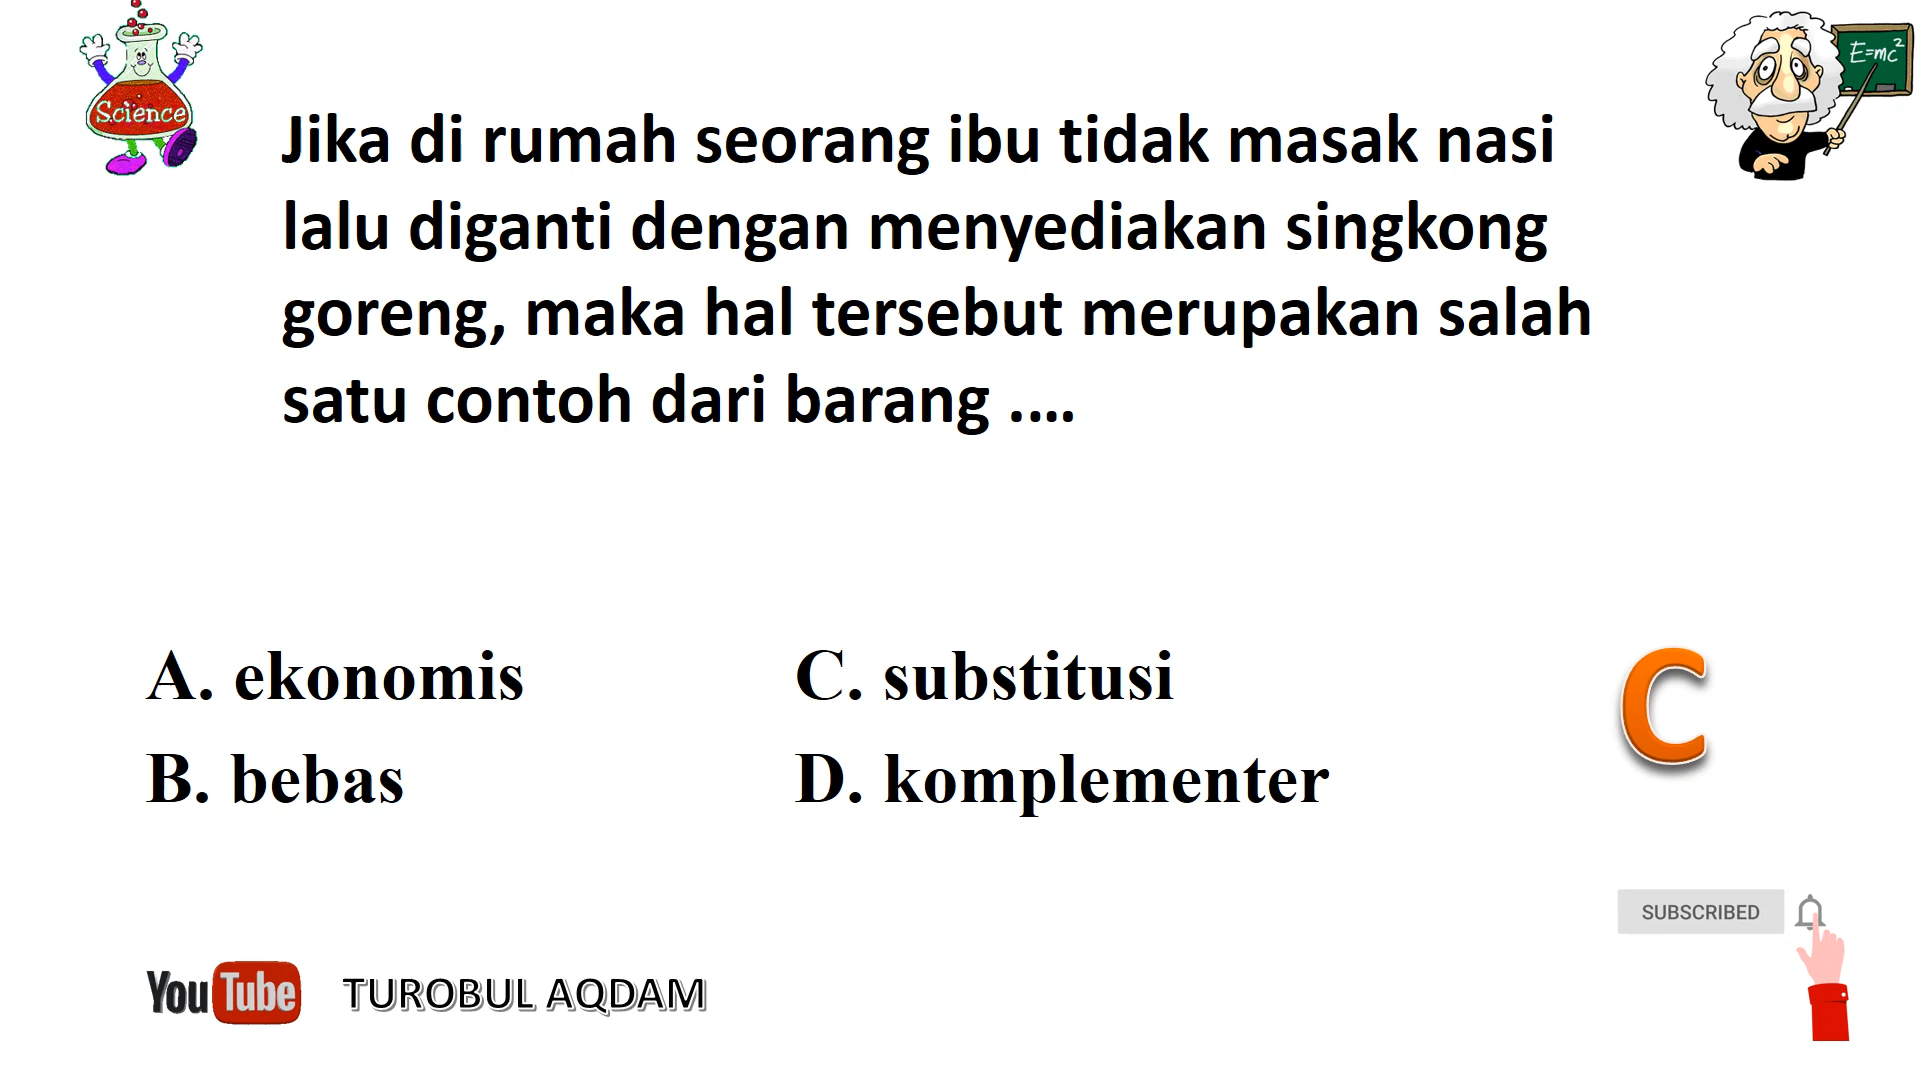 Science
E=mc²
Jika di rumah seorang ibu tidak masak nasi
lalu diganti dengan menyediakan singkong
goreng, maka hal tersebut merupakan salah
satu contoh dari barang ....
A. ekonomis
B. bebas
C. substitusi
D. komplementer
C
SUBSCRIBED
YouTube TUROBUL AQDAM